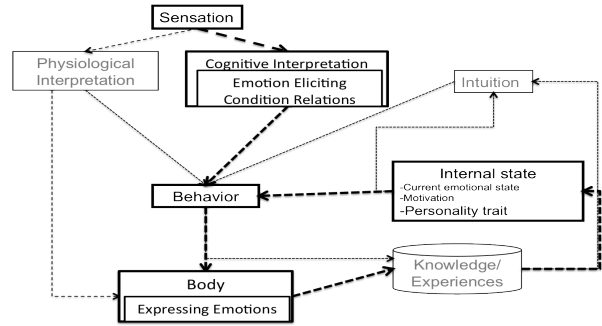 Sensation
Physiological
Interpretation
Cognitive Interpretation
Emotion Eliciting
Condition Relations
Intuition
Internal state
-Current emotional state
-Motivation
-Personality trait
Behavior
Body
Expressing Emotions
Knowledge/
Experiences